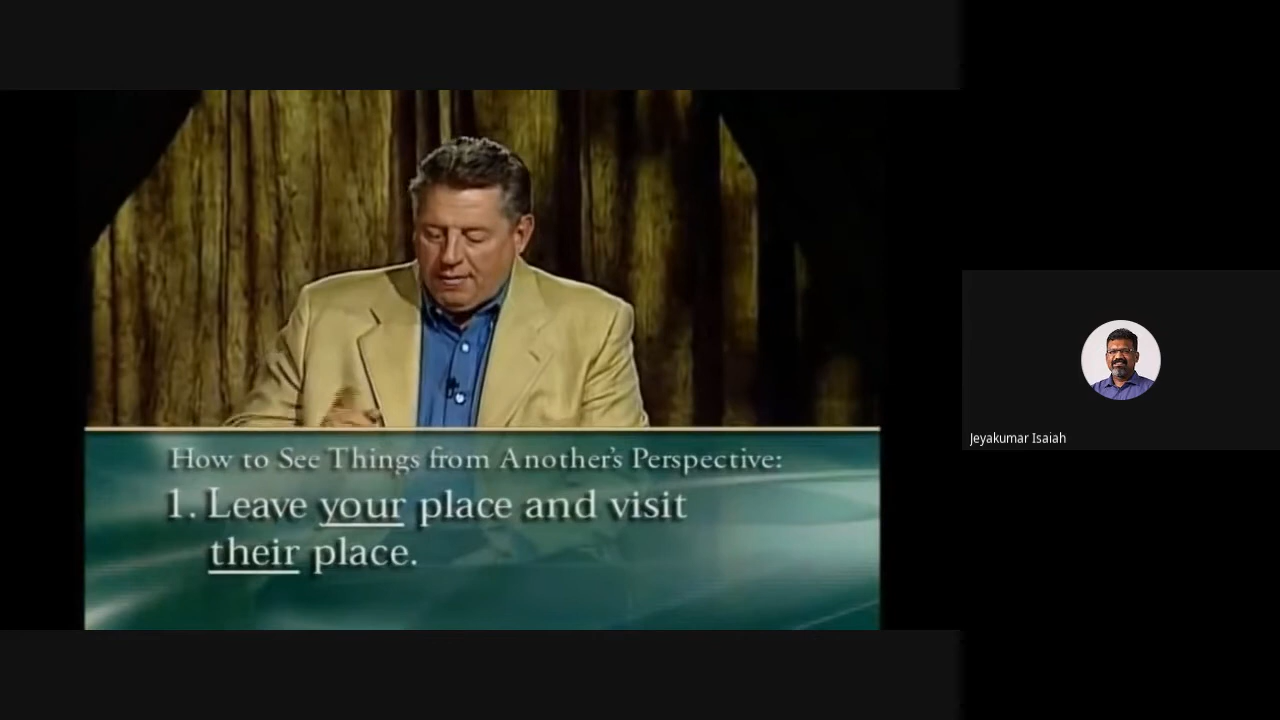 How to See Things from Another's Perspective:
1. Leave your place and visit
their place.
Jeyakumar Isaiah